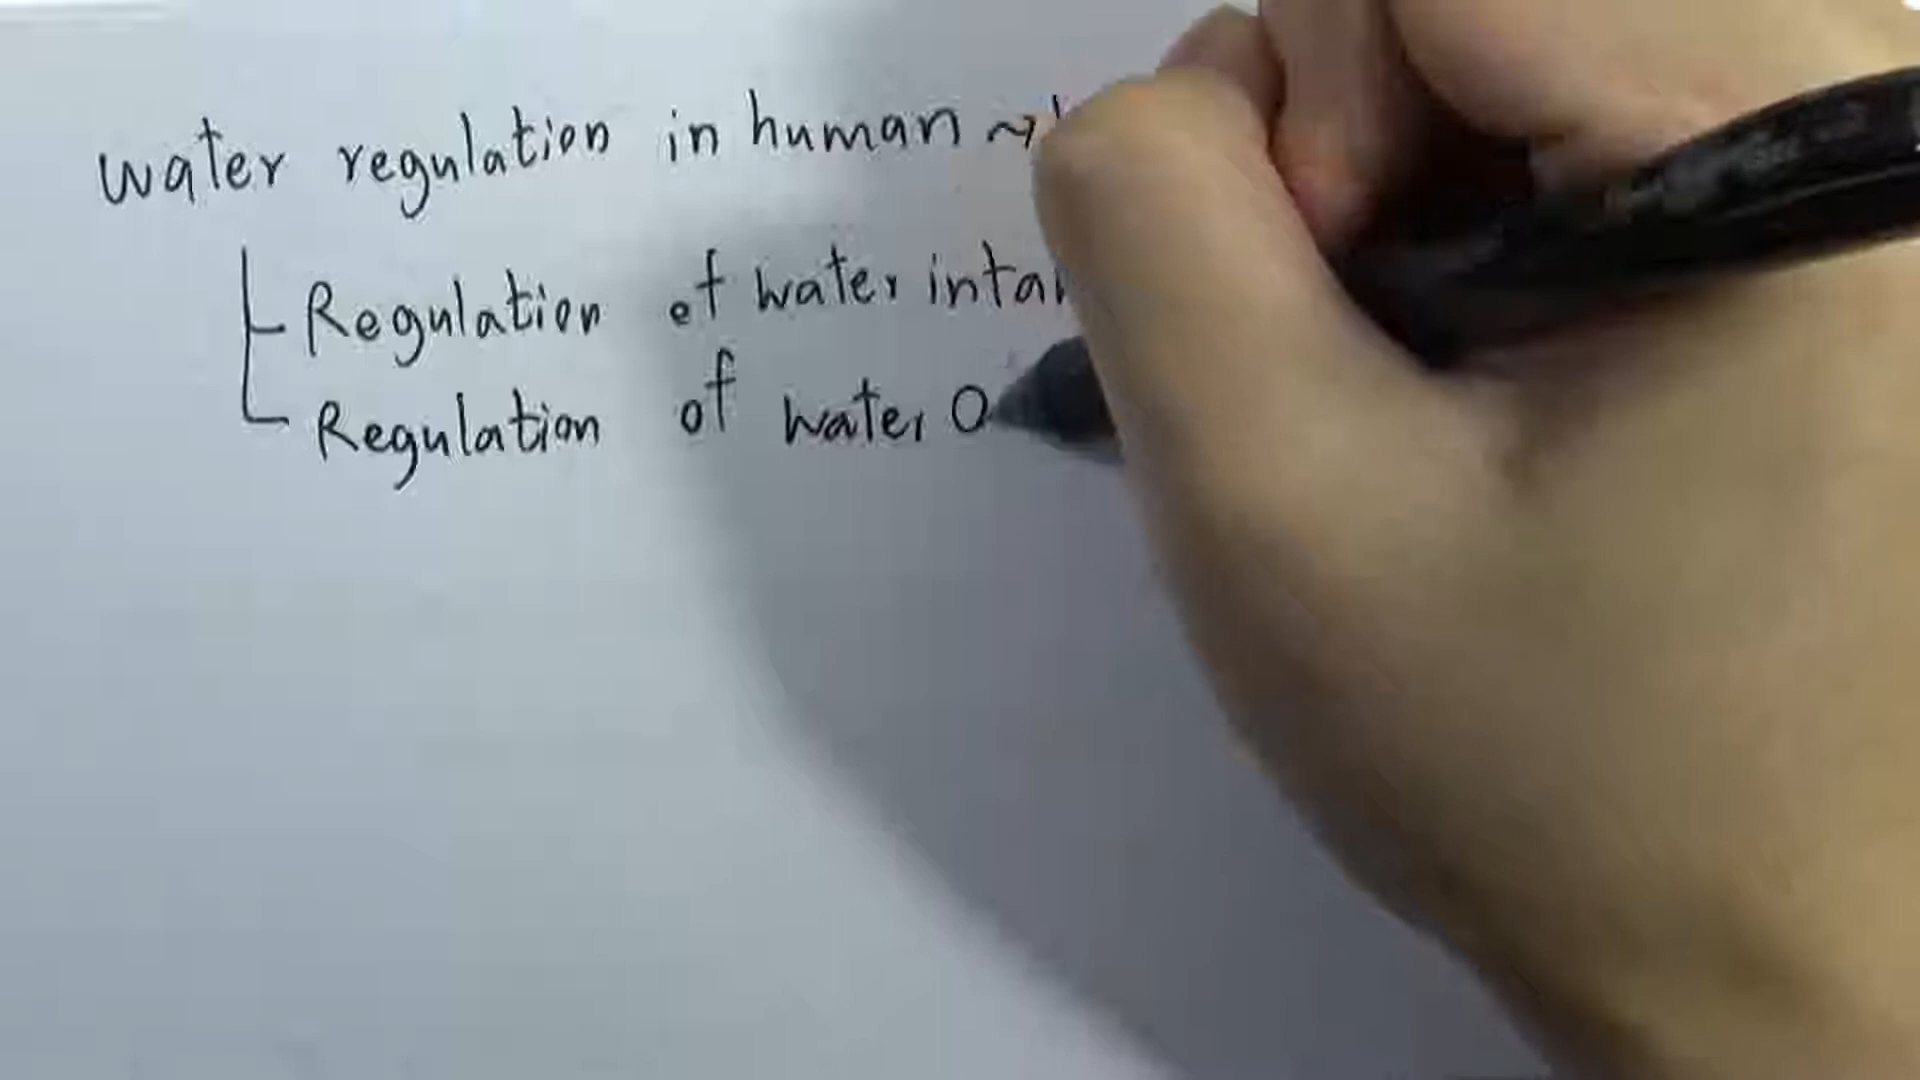 water regulation in human ~>
Regulation of water inta
Regulation of water O